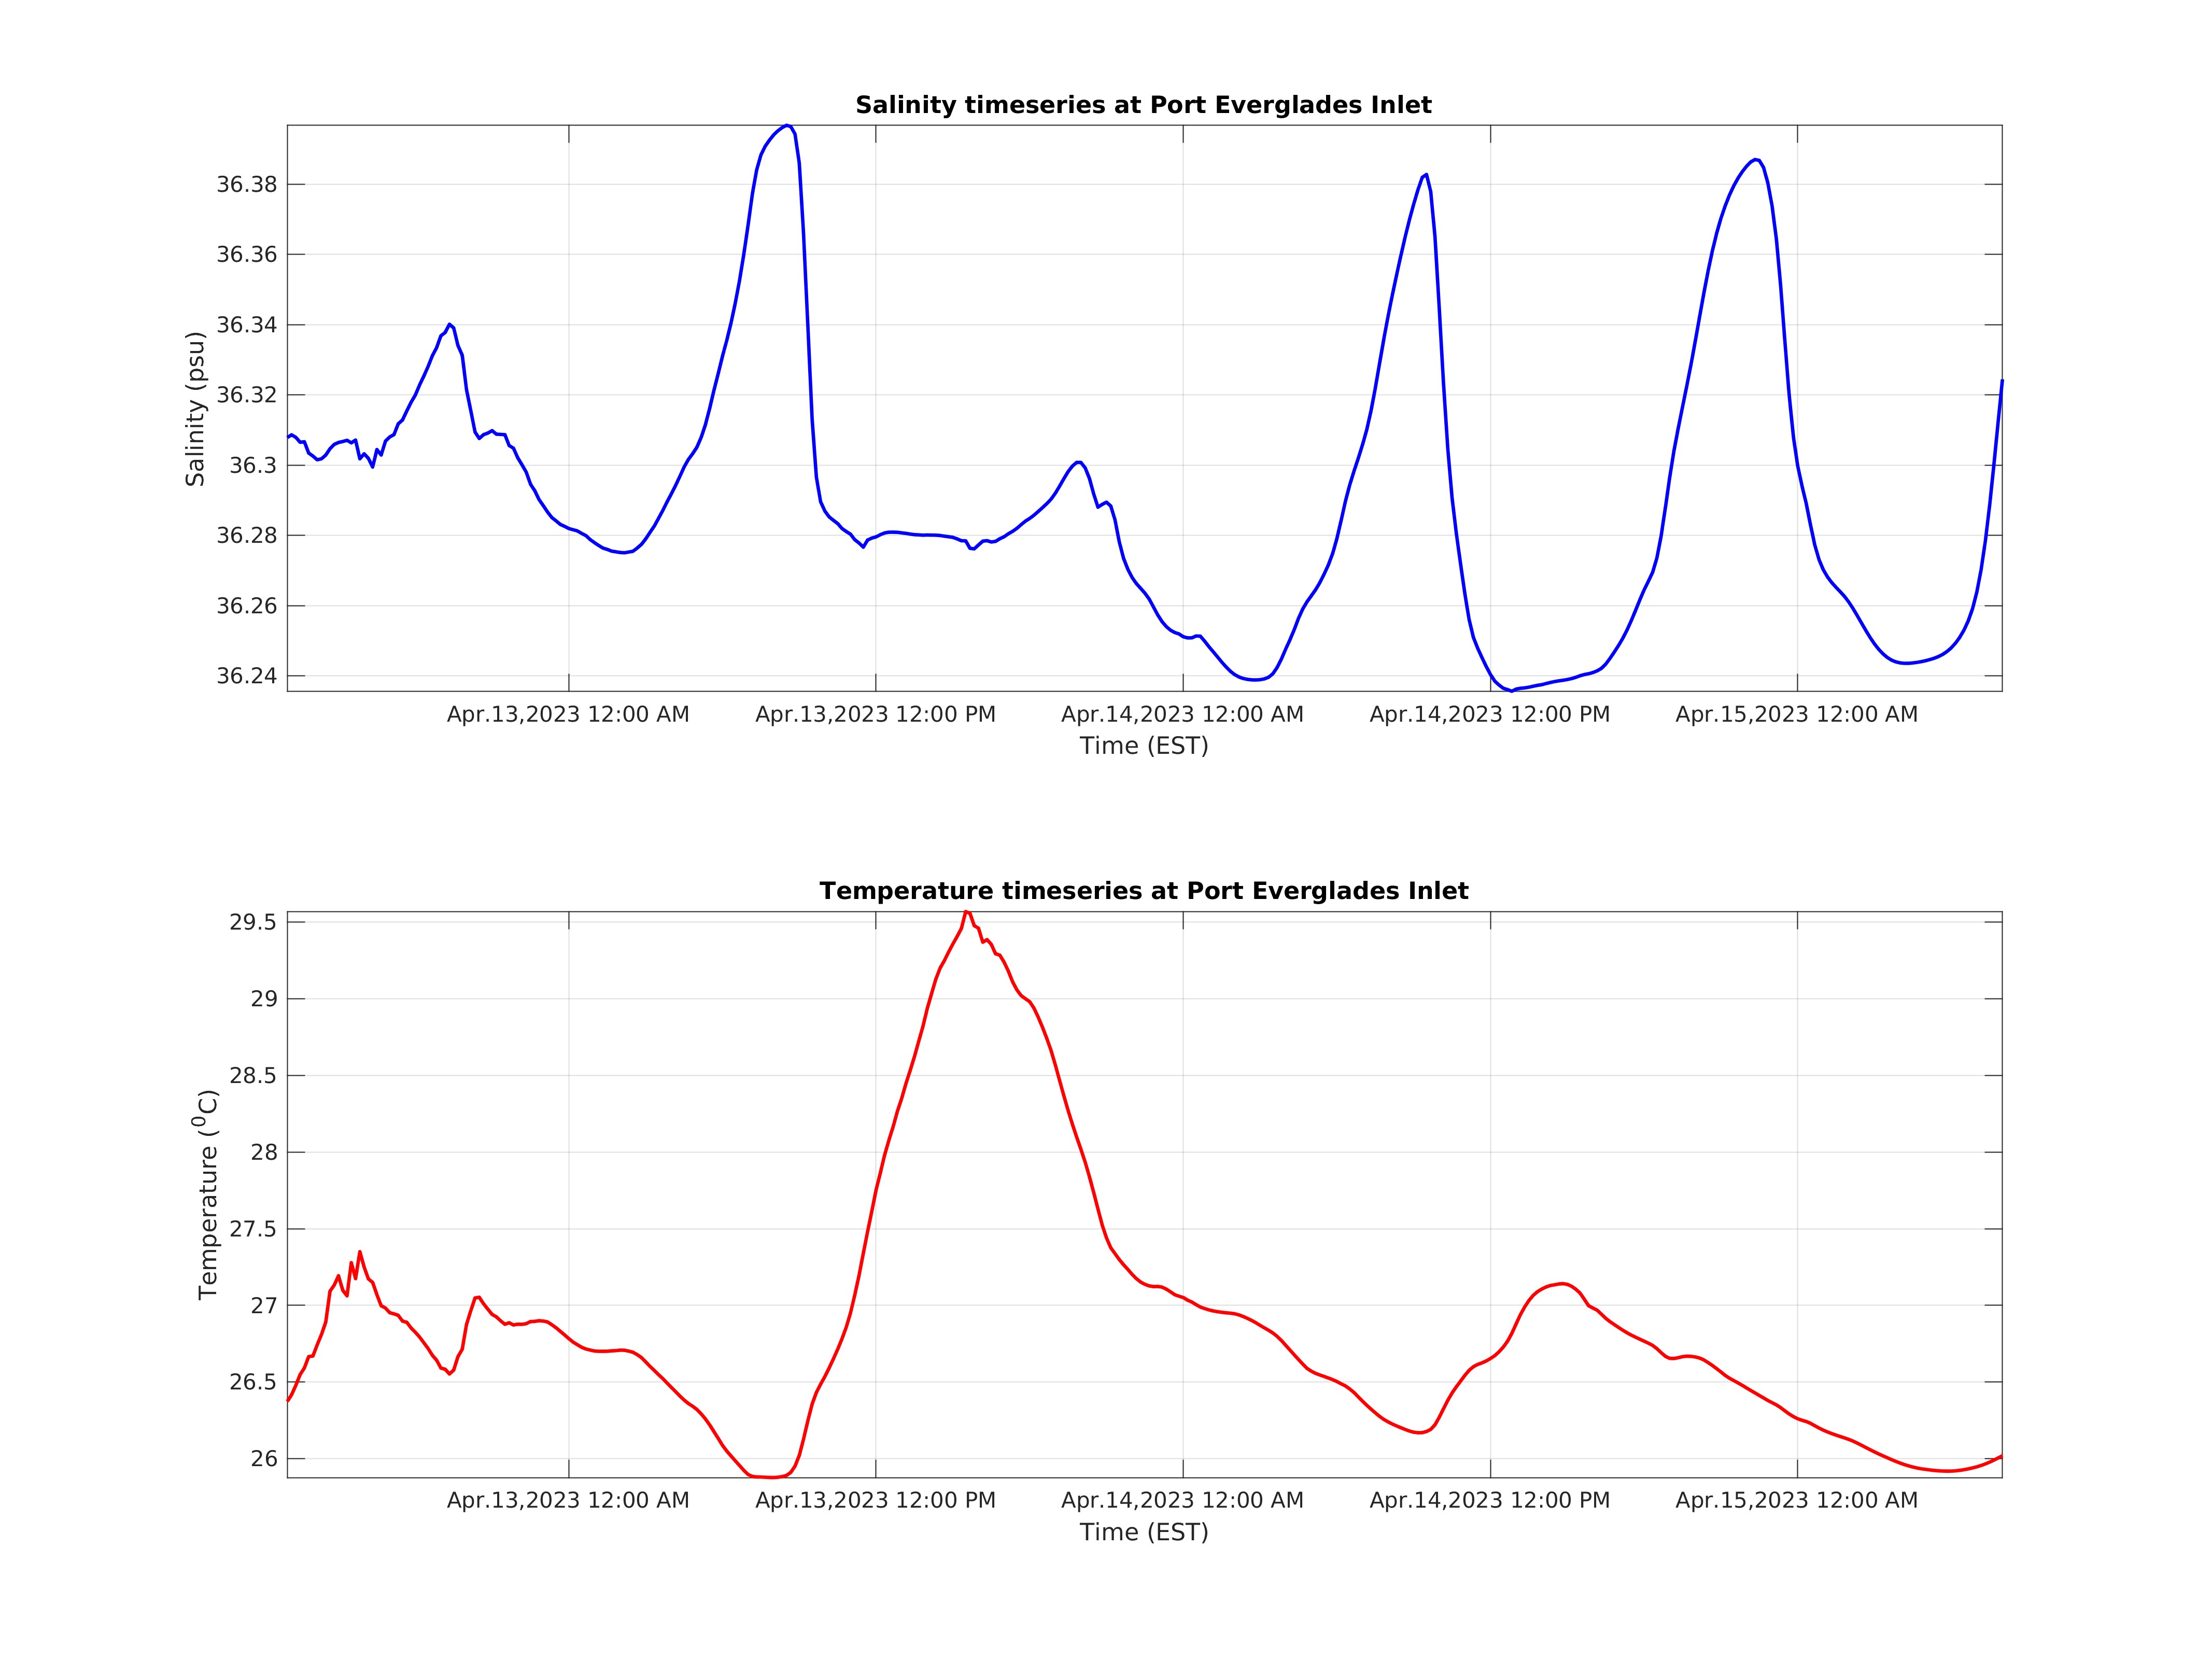 Salinity timeseries at Port Everglades Inlet
36.38
36.36
36.34
36.32
36.3
36.28
36.26
36.24
Salinity (psu)
Apr.13,2023 12:00 AM Apr.13,2023 12:00 PM Apr.14,2023 12:00 AM Apr.14,2023 12:00 PM Apr.15,2023 12:00 AM
Time (EST)
Temperature timeseries at Port Everglades Inlet
29.5
29
28.5
28
27.5
27
26.5
26
Temperature (⁰C)
Apr.13,2023 12:00 AM Apr.13,2023 12:00 PM Apr.14,2023 12:00 AM Apr.14,2023 12:00 PM Apr.15,2023 12:00 AM
Time (EST)